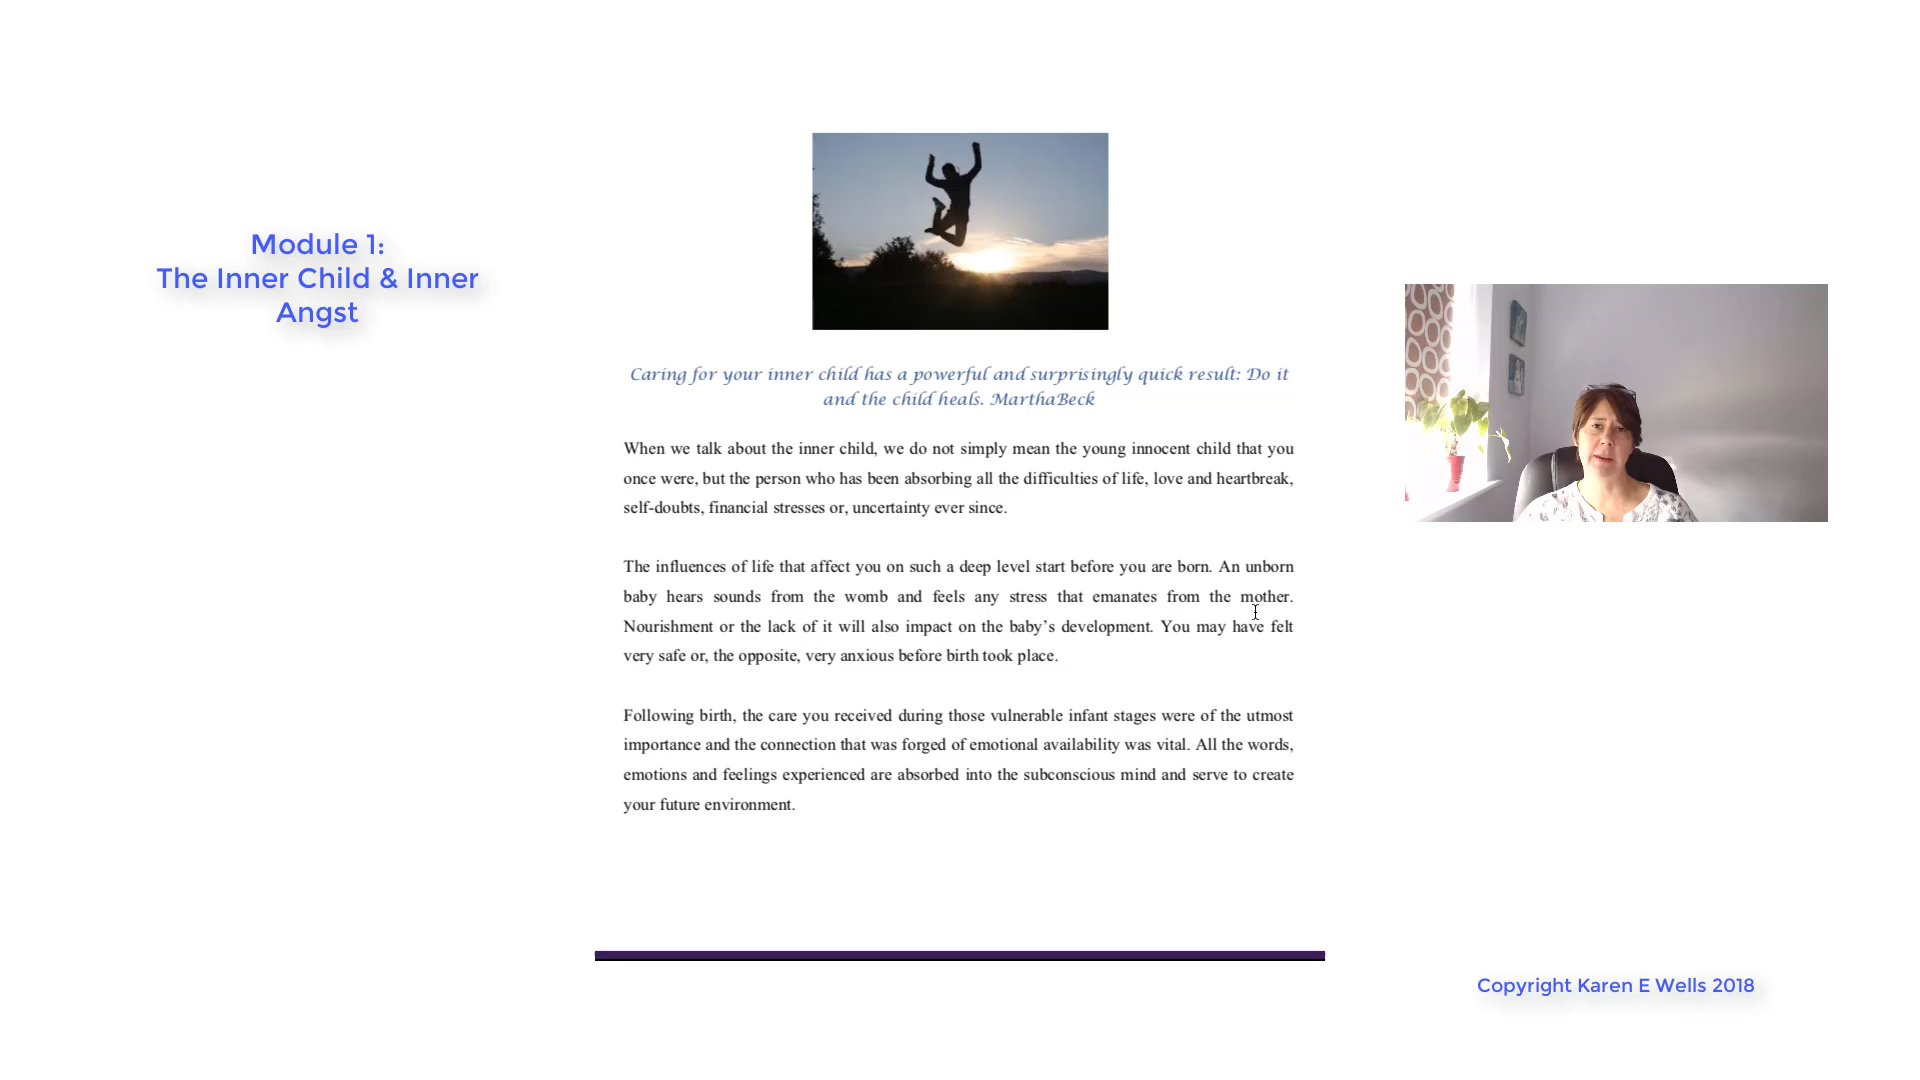 Module 1:
The Inner Child & Inner
Angst
Caring for your inner child has a powerful and surprisingly quick result: Do it
and the child heals. MarthaBeck
When we talk about the inner child, we do not simply mean the young innocent child that you
once were, but the person who has been absorbing all the difficulties of life, love and heartbreak,
self-doubts, financial stresses or, uncertainty ever since.
The influences of life that affect you on such a deep level start before you are born. An unborn
baby hears sounds from the womb and feels any stress that emanates from the mother.
Nourishment or the lack of it will also impact on the baby’s development. You may have felt
very safe or, the opposite, very anxious before birth took place.
Following birth, the care you received during those vulnerable infant stages were of the utmost
importance and the connection that was forged of emotional availability was vital. All the words,
emotions and feelings experienced are absorbed into the subconscious mind and serve to create
your future environment.
Copyright Karen E Wells 2018